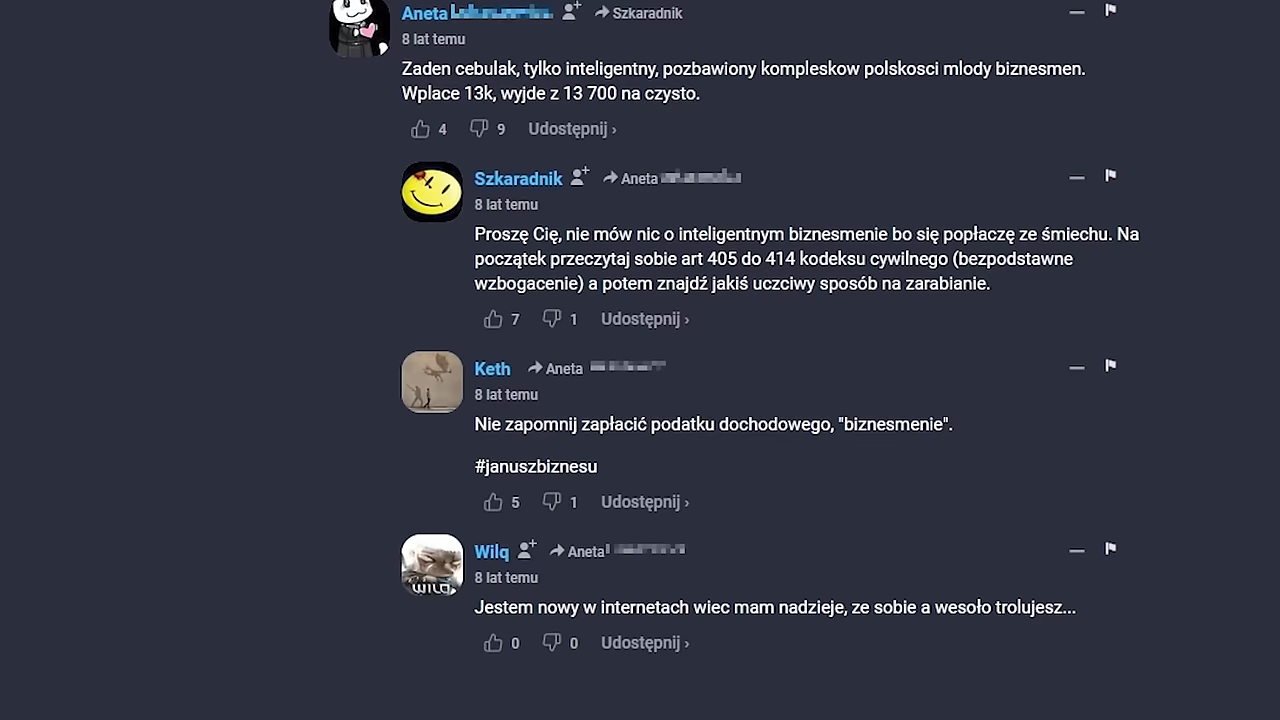 Aneta Szkaradnik
8 lat temu
Zaden cebulak, tylko inteligentny, pozbawiony kompleskow polskosci mlody biznesmen.
Wplace 13k, wyjde z 13 700 na czysto.
4 9 Udostępnij ›
Szkaradnik Aneta
8 lat temu
Proszę Cię, nie mów nic o inteligentnym biznesmenie bo się popłaczę ze śmiechu. Na
początek przeczytaj sobie art 405 do 414 kodeksu cywilnego (bezpodstawne
wzbogacenie) a potem znajdź jakiś uczciwy sposób na zarabianie.
7 1 Udostępnij ›
Keth Aneta
8 lat temu
Nie zapomnij zapłacić podatku dochodowego, "biznesmenie".
#januszbiznesu
5 1 Udostępnij ›
Wilq Aneta
8 lat temu
WILQ
Jestem nowy w internetach wiec mam nadzieje, ze sobie a wesoło trolujesz...
0 0 Udostępnij ›